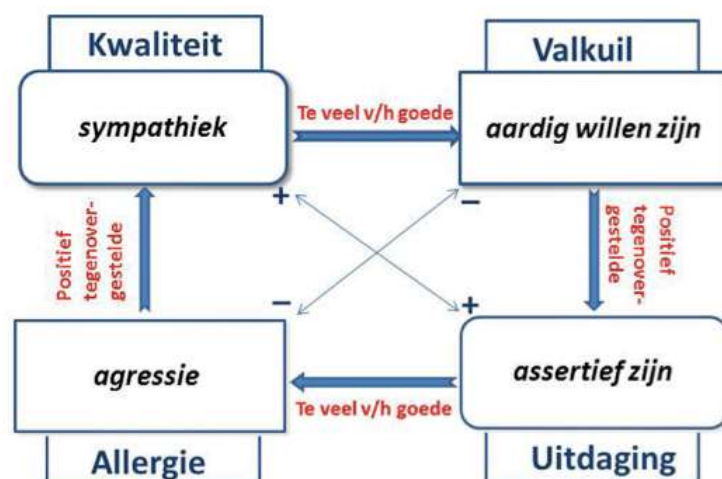 Kwaliteit
Valkuil
sympathiek
Te veel v/h goede
aardig willen zijn
+
–
Positief
tegenover-
gestelde
Positief
tegenover-
gestelde
–
+
agressie
Te veel v/h goede
assertief zijn
Allergie
Uitdaging